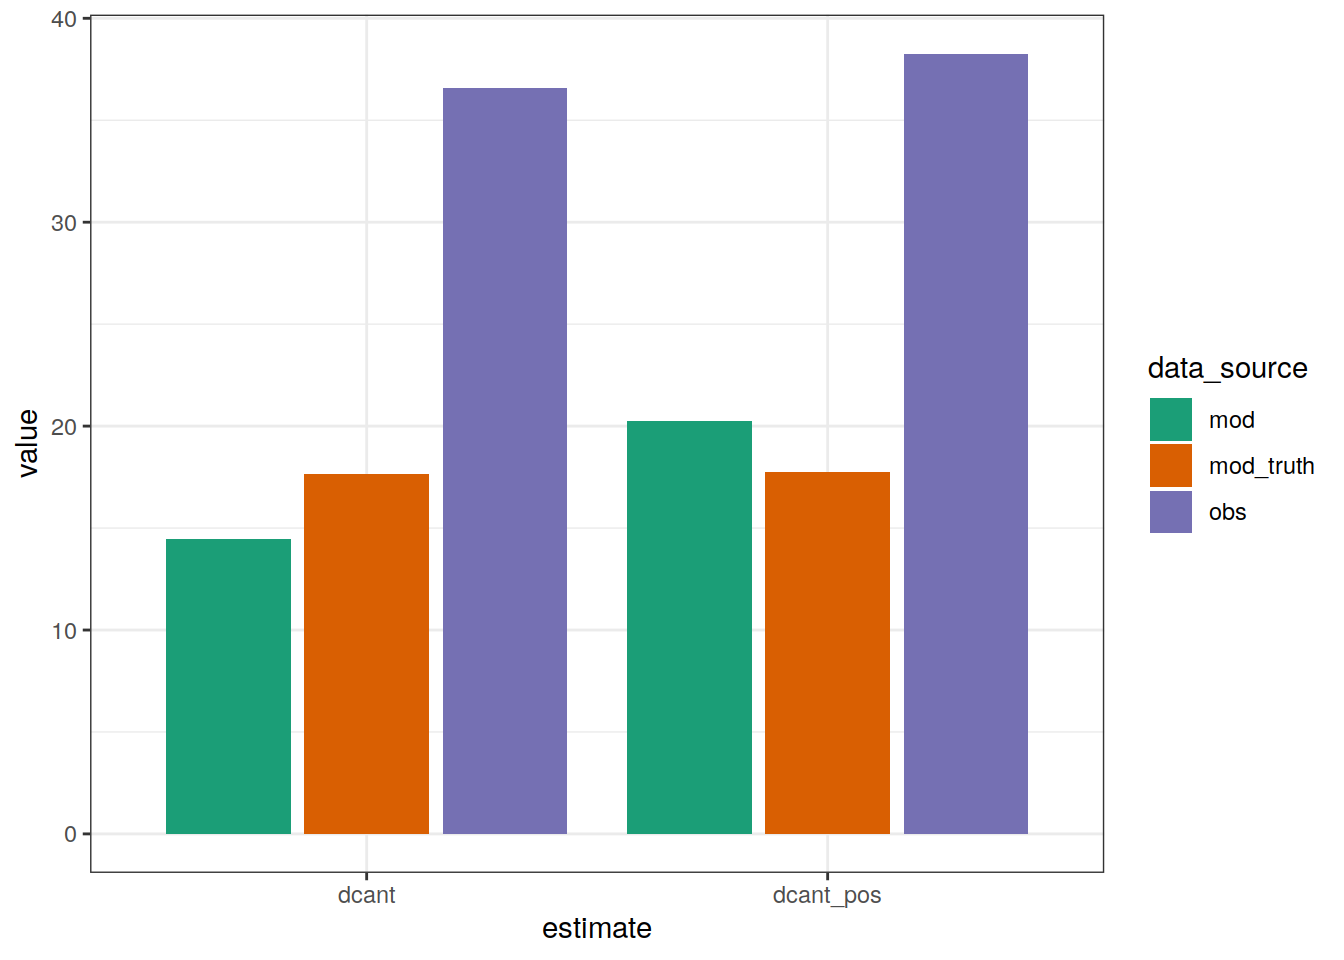 40
30
20
10
0
value
dcant
dcant_pos
estimate
data_source
mod
mod_truth
obs